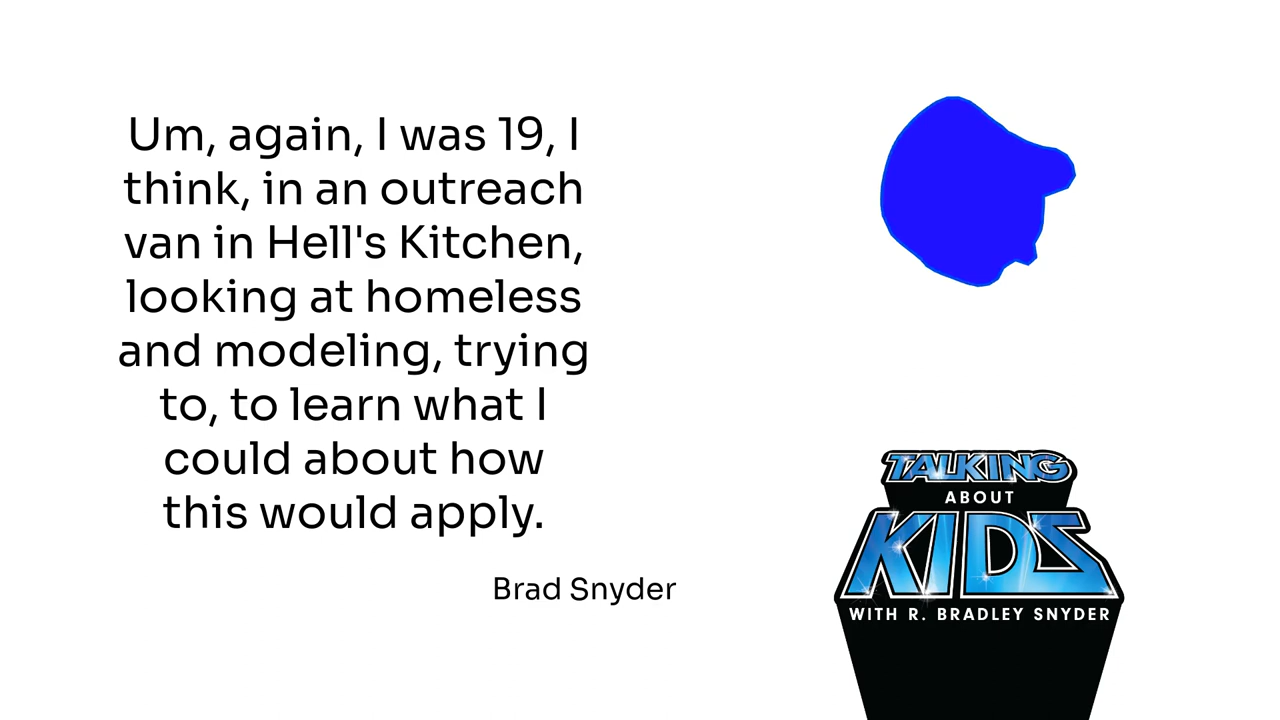 Um, again, I was 19, I
think, in an outreach
van in Hell's Kitchen,
looking at homeless
and modeling, trying
to, to learn what I
could about how
this would apply.
Brad Snyder
TALKING
ABOUT
KIDS
WITH R. BRADLEY SNYDER